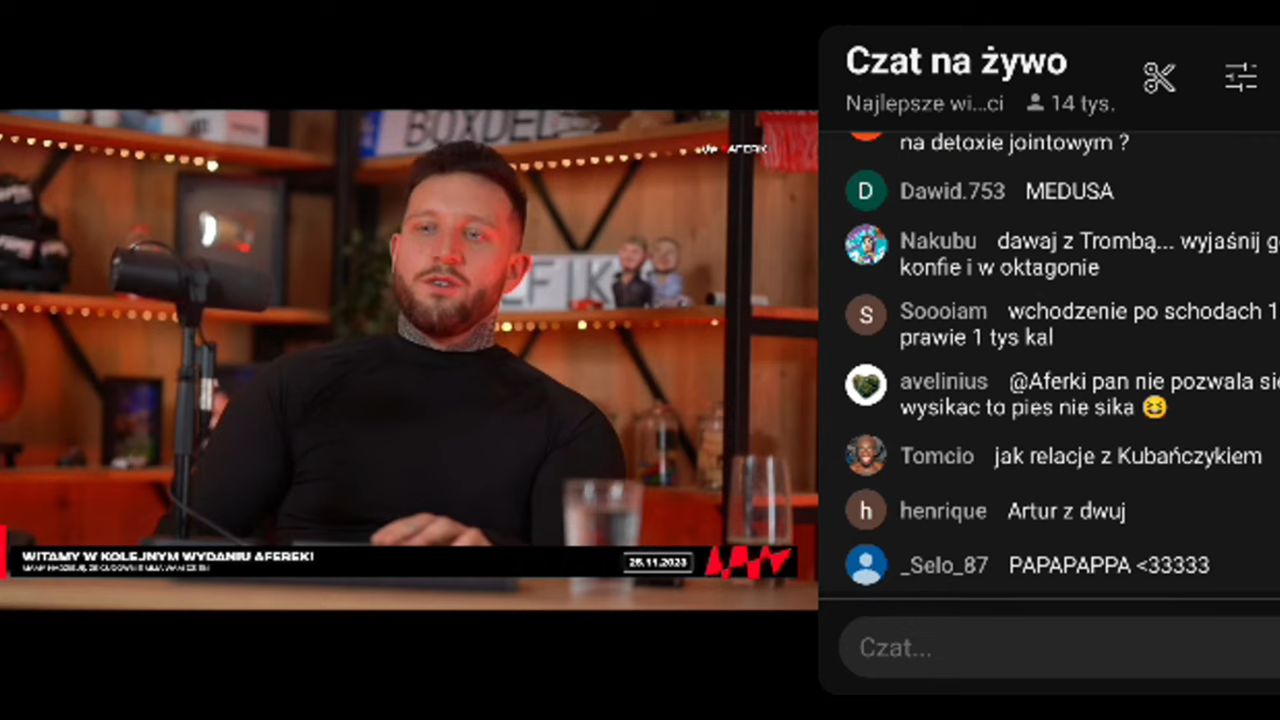 BOXDEL
AFERKI
EFIK
WITAMY W KOLEJNYM WYDANIU AFEREK!
25.11.2023
Czat na żywo
Najlepsze wi...ci 14 tys.
na detoxie jointowym ?
D Dawid.753 MEDUSA
Nakubu dawaj z Trombą... wyjaśnij g
konfie i w oktagonie
S Soooiam wchodzenie po schodach 1
prawie 1 tys kal
avelinius @Aferki pan nie pozwala sie
wysikac to pies nie sika 😆
Tomcio jak relacje z Kubańczykiem
h henrique Artur z dwuj
_Selo_87 PAPAPAPPA <33333
Czat...